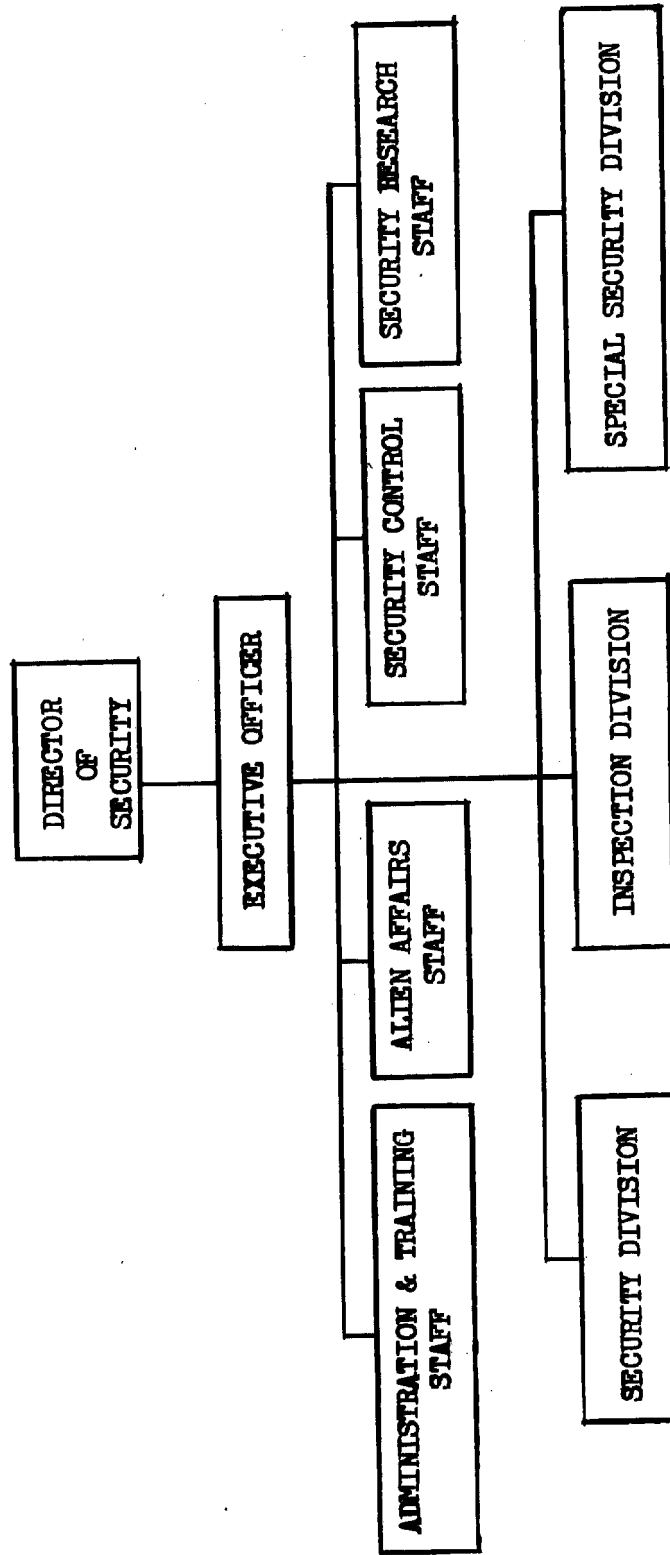 DIRECTOR
OF
SECURITY
EXECUTIVE OFFICER
ADMINISTRATION & TRAINING
STAFF
ALIEN AFFAIRS
STAFF
SECURITY CONTROL
STAFF
SECURITY RESEARCH
STAFF
SECURITY DIVISION
INSPECTION DIVISION
SPECIAL SECURITY DIVISION